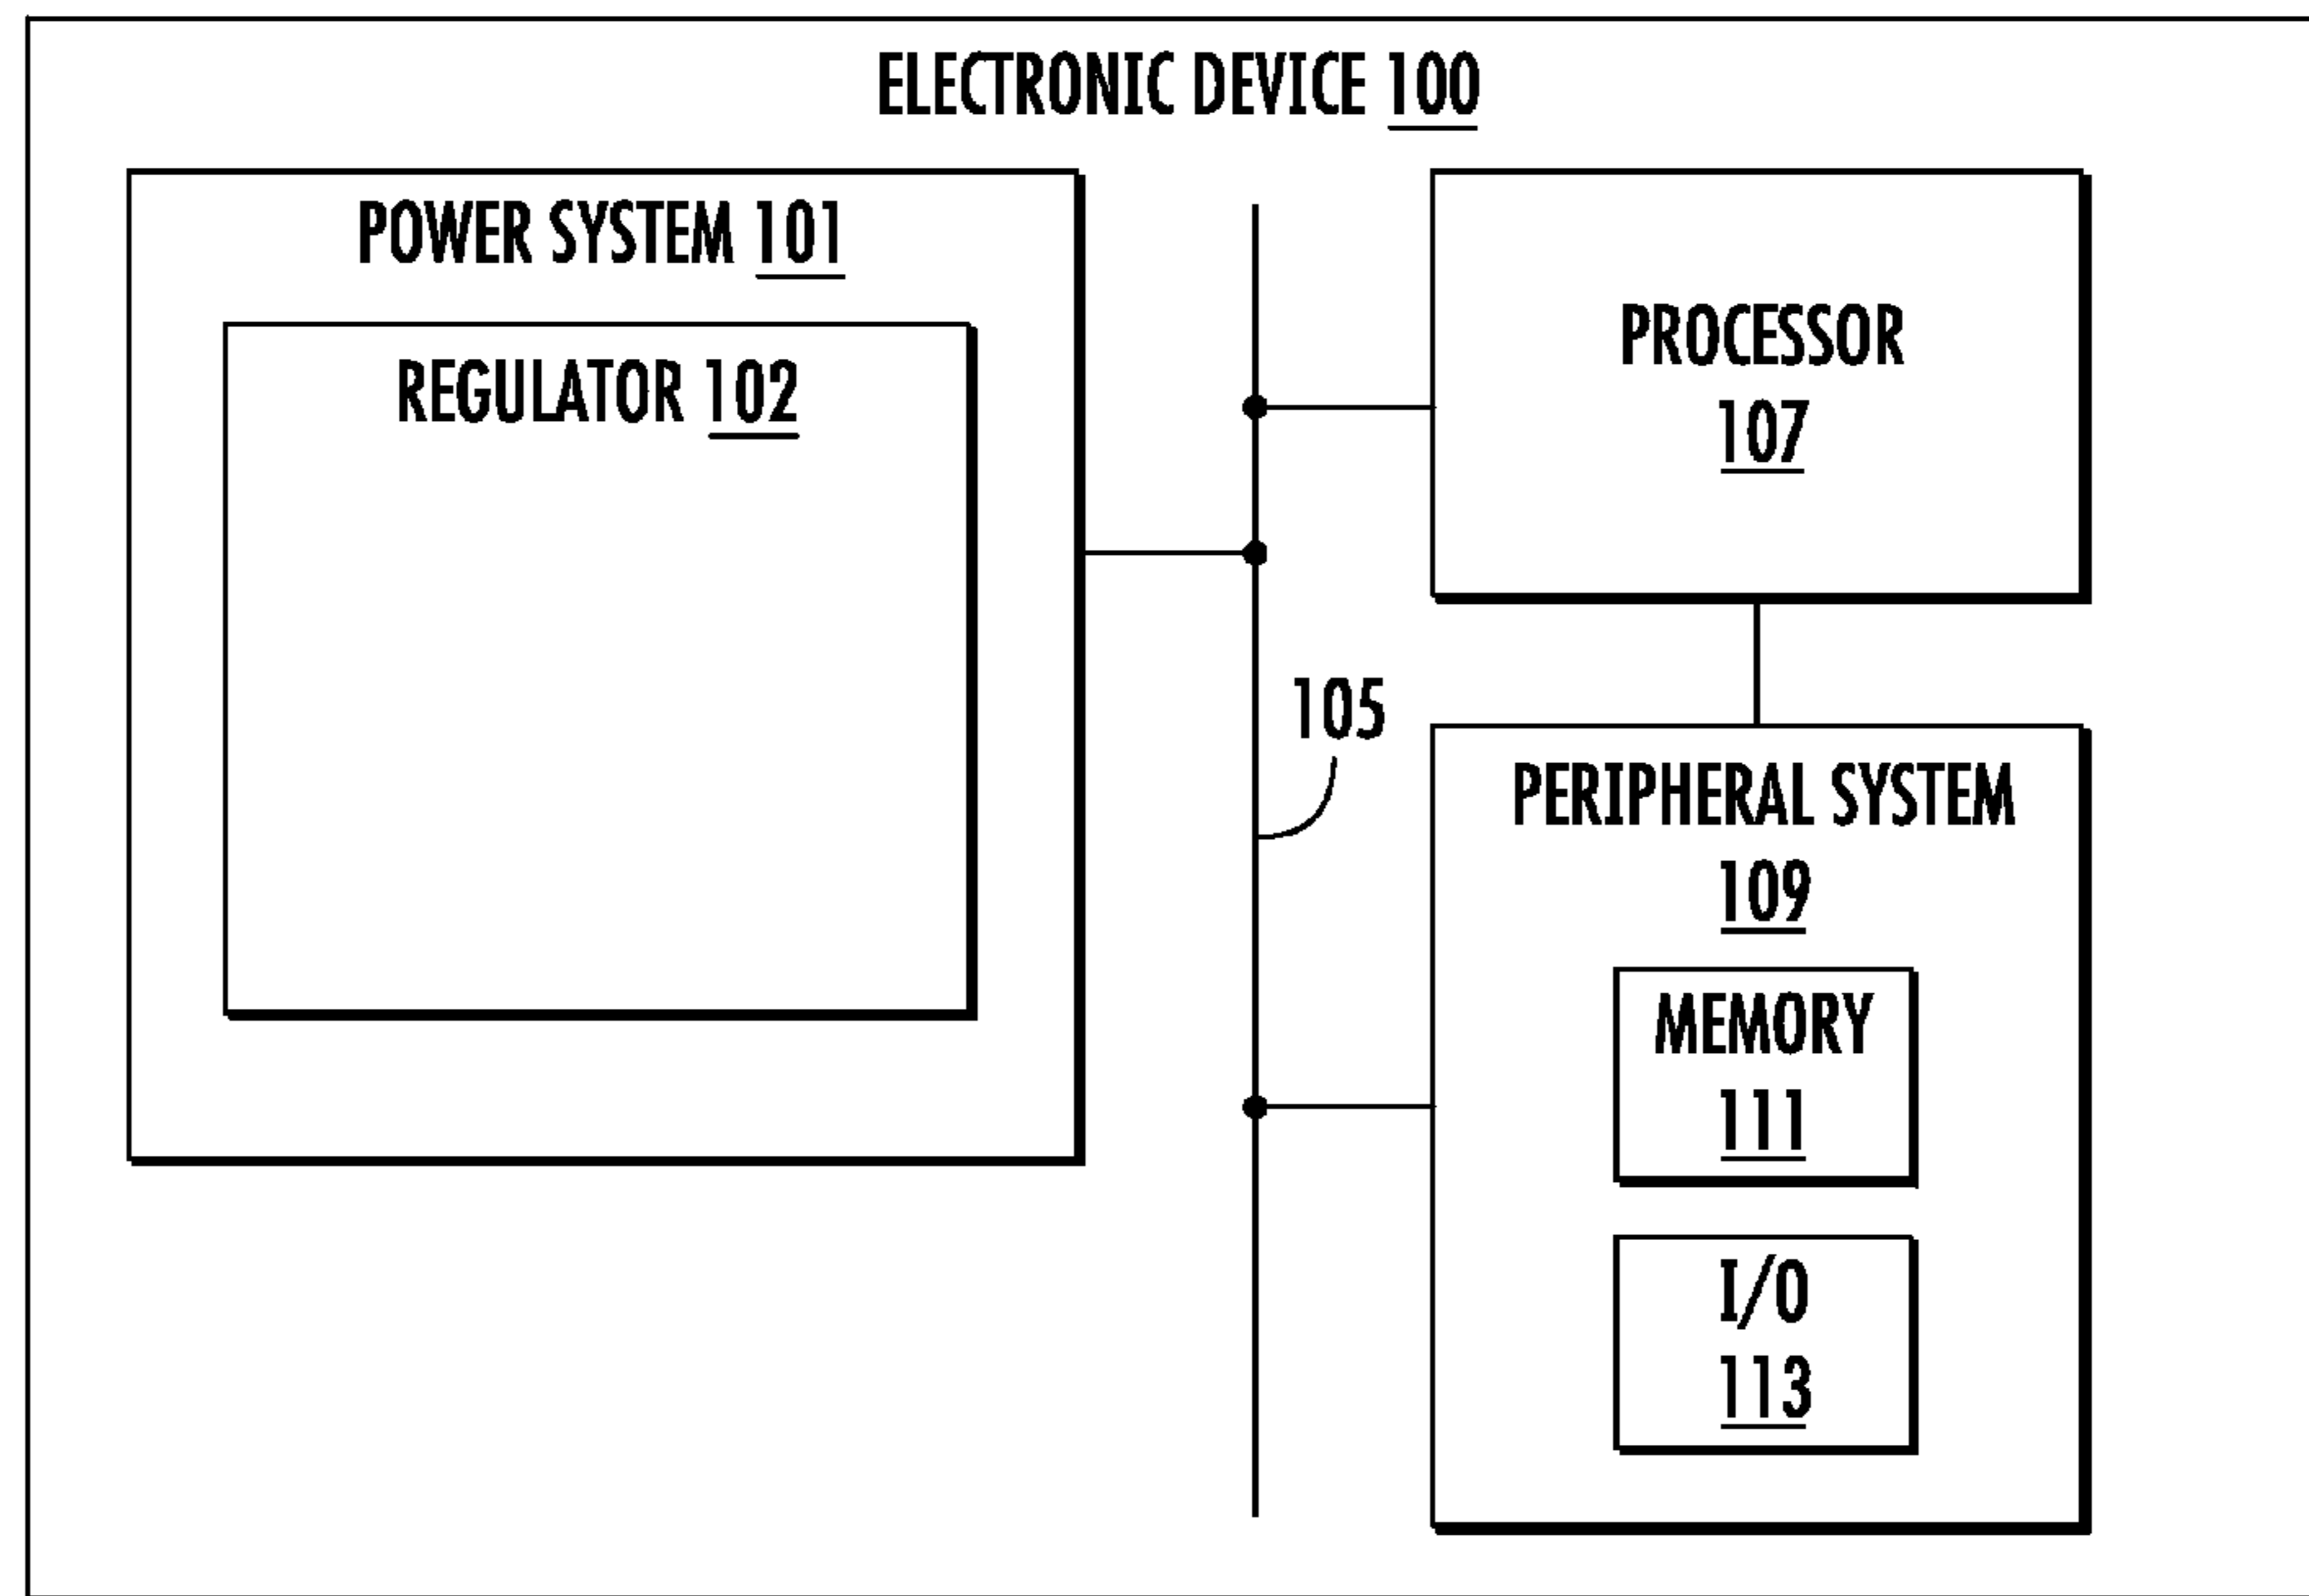 ELECTRONIC DEVICE 100
POWER SYSTEM 101
REGULATOR 102
PROCESSOR
107
105
PERIPHERAL SYSTEM
109
MEMORY
111
I/O
113